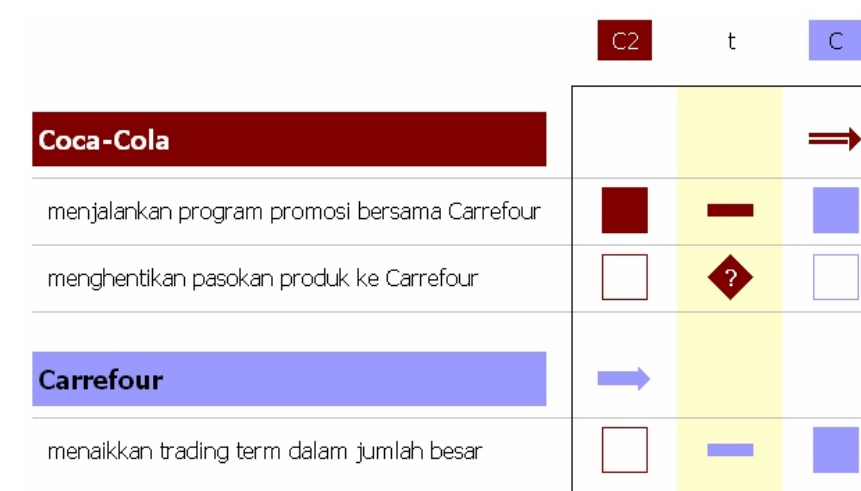 C2 t C
Coca-Cola
menjalankan program promosi bersama Carrefour
menghentikan pasokan produk ke Carrefour
?
Carrefour
menaikkan trading term dalam jumlah besar